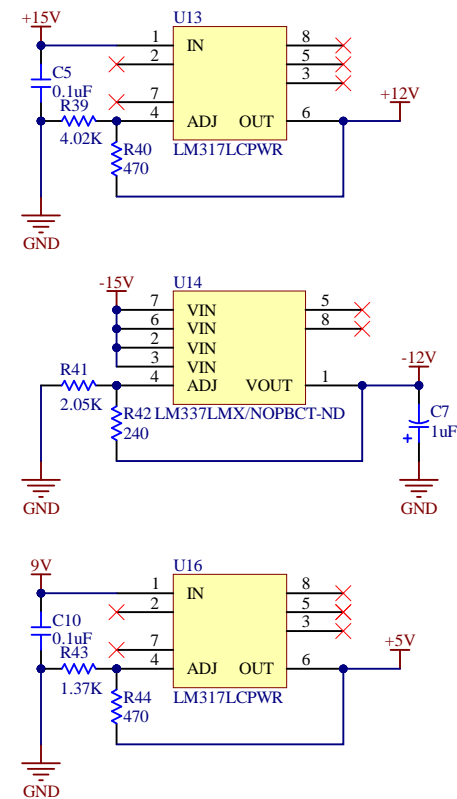 +15V
U13
1
IN
8
2
5
C5
3
0.1uF
+12V
R39
7
4
ADJ
OUT
6
4.02K
R40
470
LM317LCPWR
GND
-15V
U14
7
VIN
5
6
VIN
8
2
VIN
3
VIN
-12V
R41
4
ADJ
VOUT
1
2.05K
R42
240
LM337LMX/NOPBCT-ND
C7
1uF
+
GND
GND
9V
U16
1
IN
8
2
5
C10
3
0.1uF
+5V
R43
7
4
ADJ
OUT
6
1.37K
R44
470
LM317LCPWR
GND